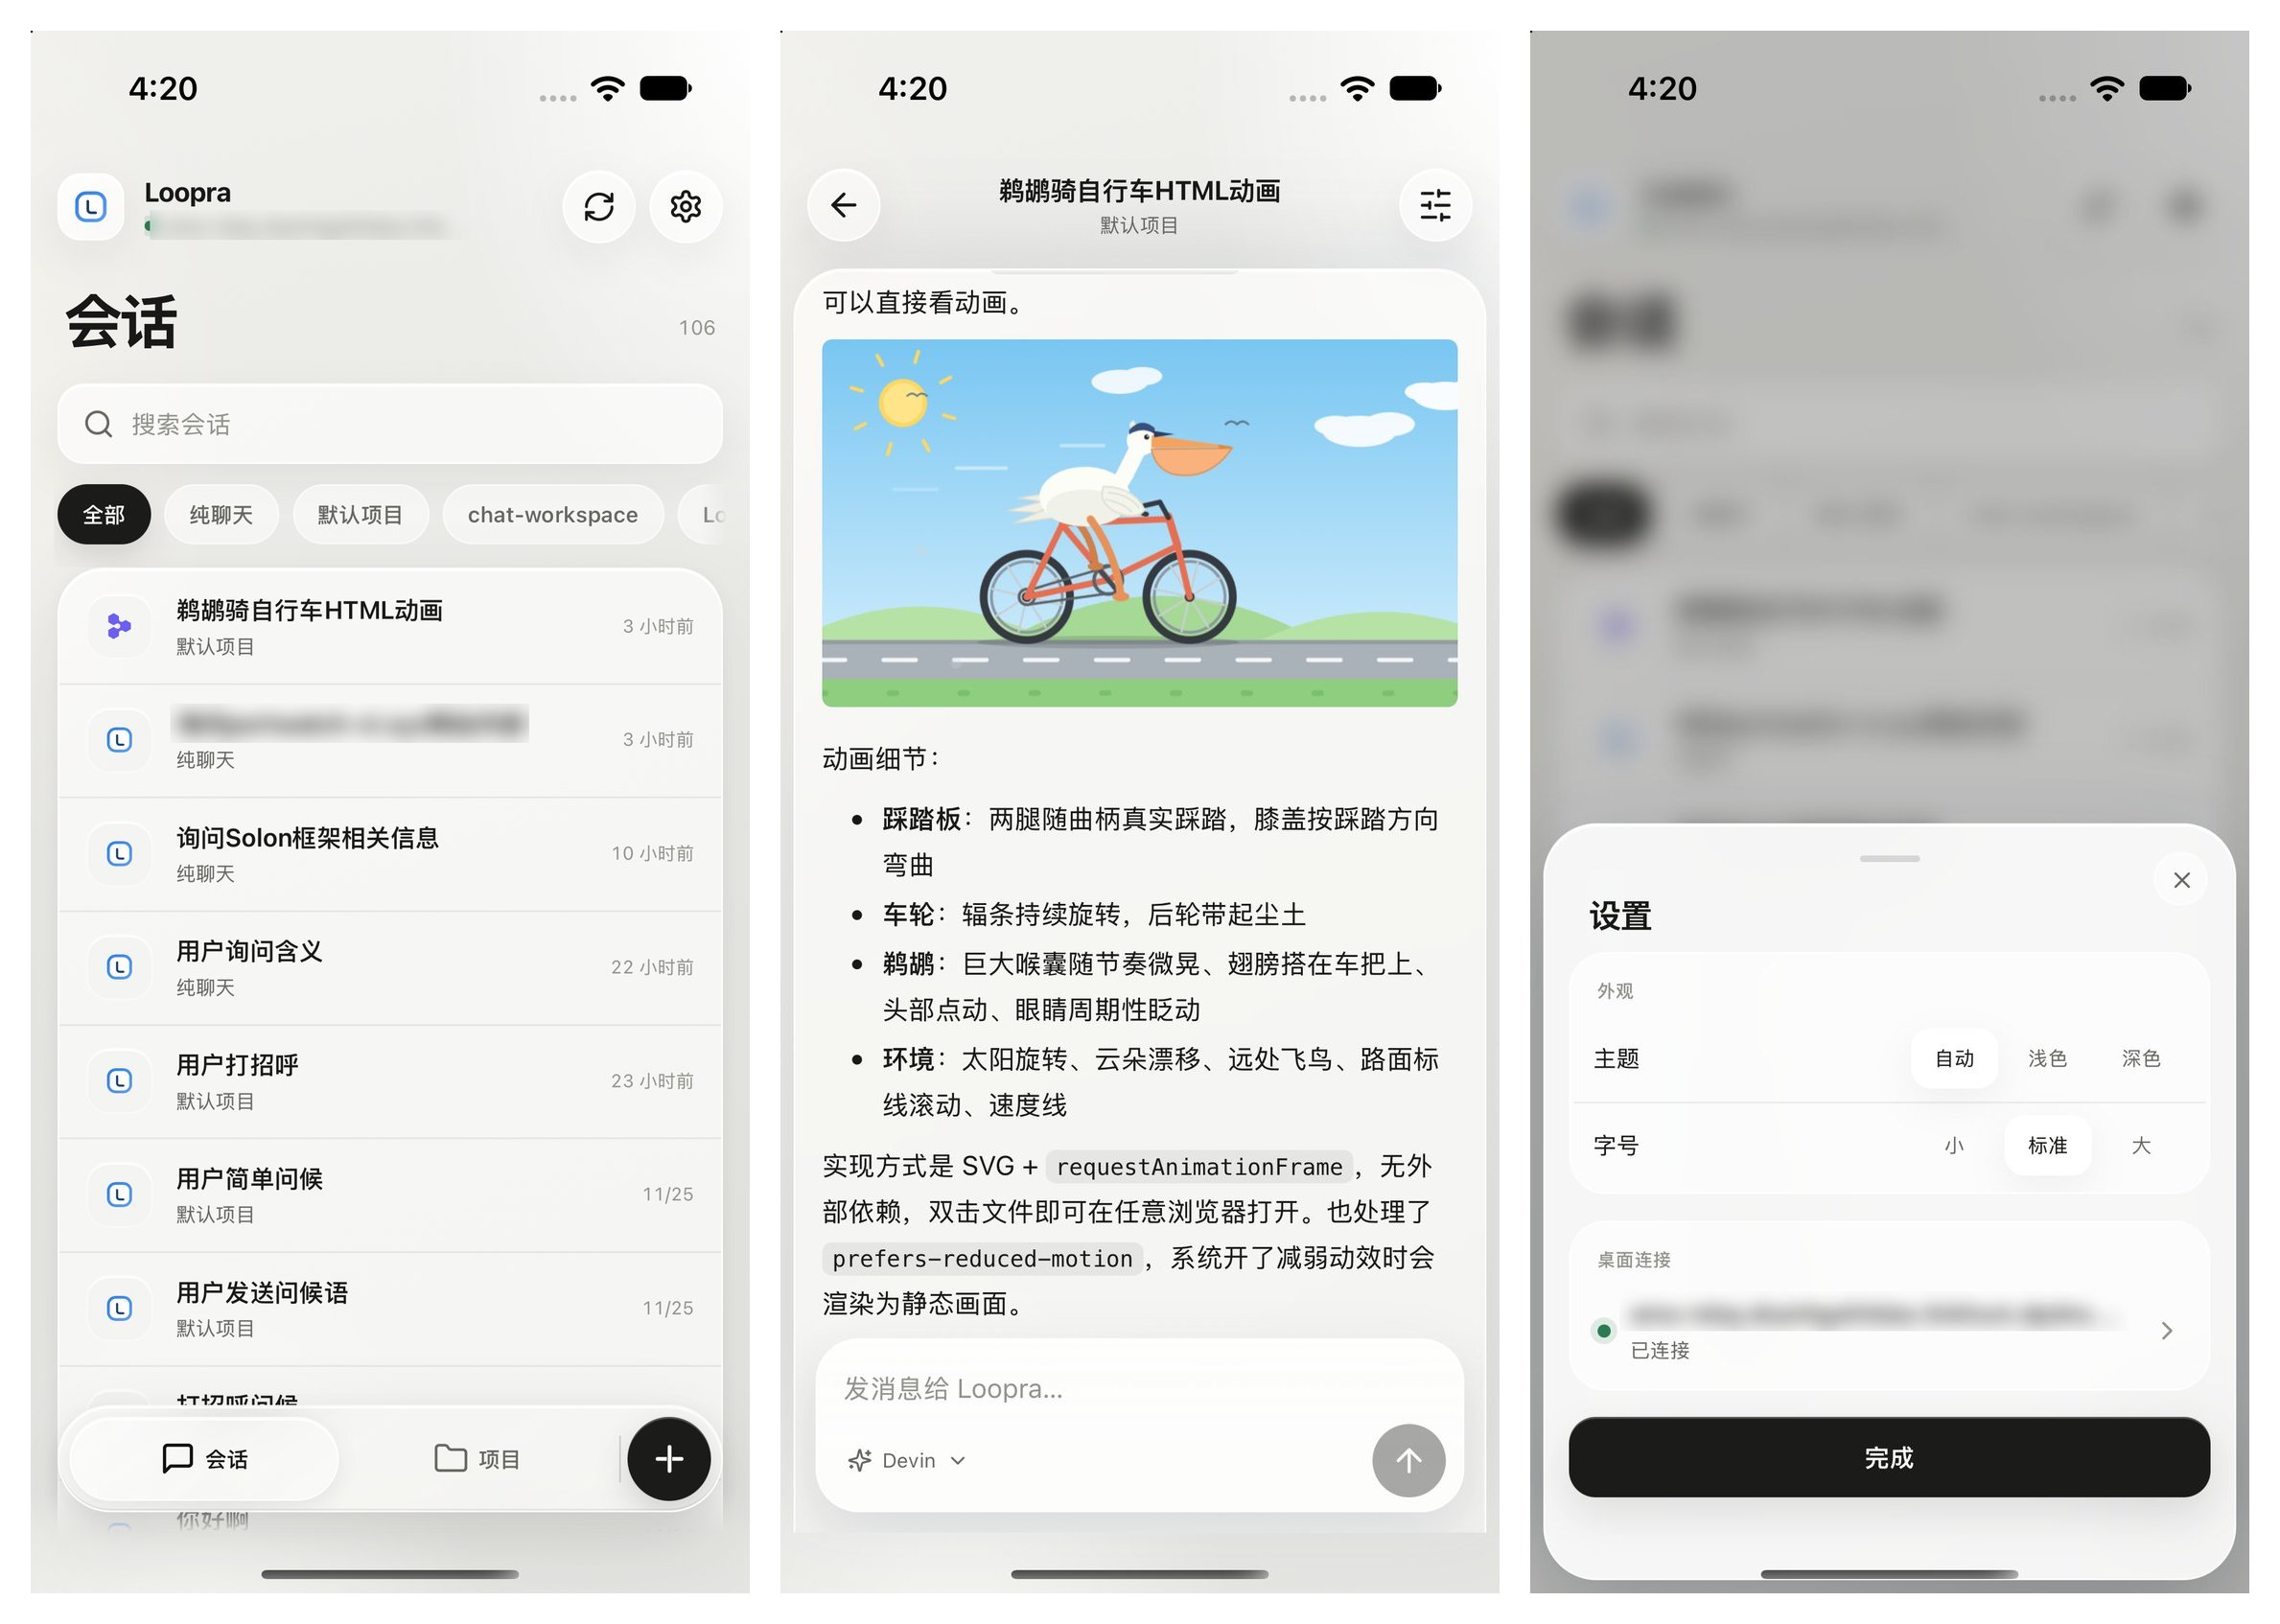 4:20
Loopra
会话
106
搜索会话
全部
纯聊天
默认项目
chat-workspace
Lo
鹈鹕骑自行车HTML动画
3 小时前
默认项目
3 小时前
纯聊天
询问Solon框架相关信息
10 小时前
纯聊天
用户询问含义
22 小时前
纯聊天
用户打招呼
23 小时前
默认项目
用户简单问候
11/25
默认项目
用户发送问候语
11/25
默认项目
打招呼问候
会话
项目
你好啊
4:20
鹈鹕骑自行车HTML动画
默认项目
可以直接看动画。
动画细节：
踩踏板：两腿随曲柄真实踩踏，膝盖按踩踏方向
弯曲
车轮：辐条持续旋转，后轮带起尘土
鹈鹕：巨大喉囊随节奏微晃、翅膀搭在车把上、
头部点动、眼睛周期性眨动
环境：太阳旋转、云朵漂移、远处飞鸟、路面标
线滚动、速度线
实现方式是 SVG + requestAnimationFrame，无外
部依赖，双击文件即可在任意浏览器打开。也处理了
prefers-reduced-motion，系统开了减弱动效时会
渲染为静态画面。
发消息给 Loopra...
Devin
4:20
设置
外观
主题
自动
浅色
深色
字号
小
标准
大
桌面连接
已连接
完成